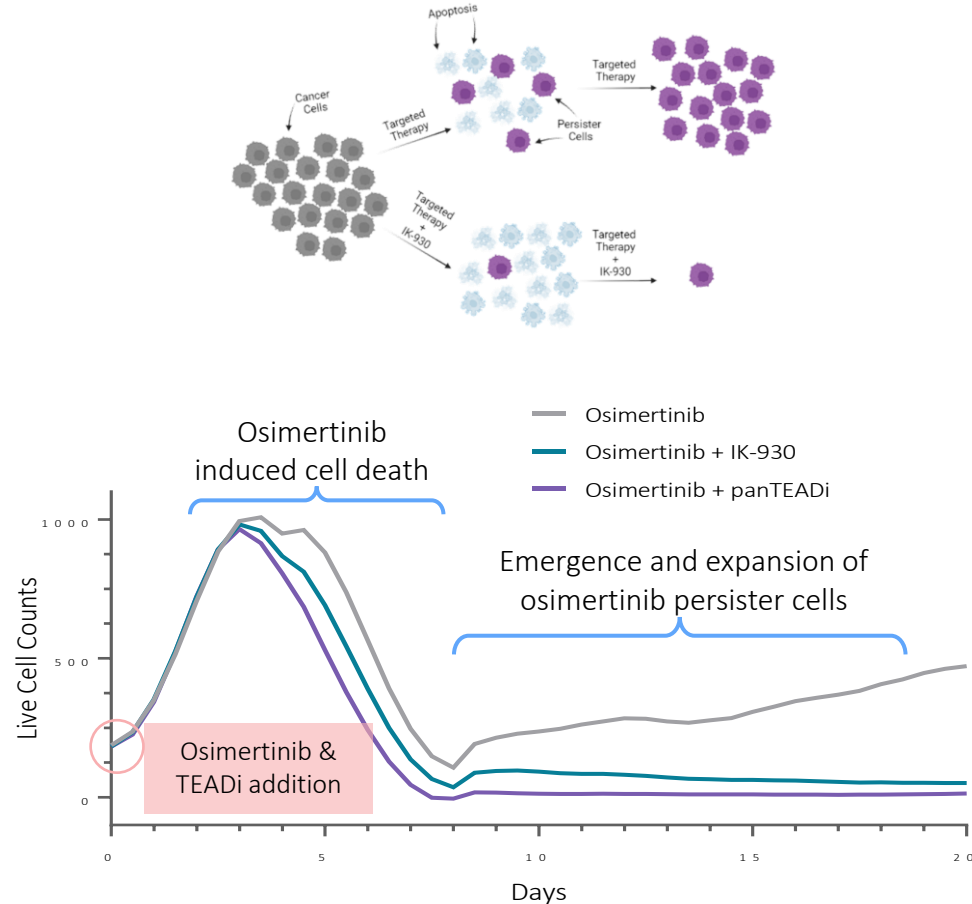 Apoptosis
Cancer
Cells
Targeted
Therapy
Persister
Cells
Targeted
Therapy
Targeted
Therapy
+
IK-930
Targeted
Therapy
+
IK-930
Osimertinib
Osimertinib + IK-930
Osimertinib + panTEADi
Osimertinib
induced cell death
Emergence and expansion of
osimertinib persister cells
Osimertinib &
TEADi addition
Live Cell Counts
1000
500
0
0
5
10
15
20
Days